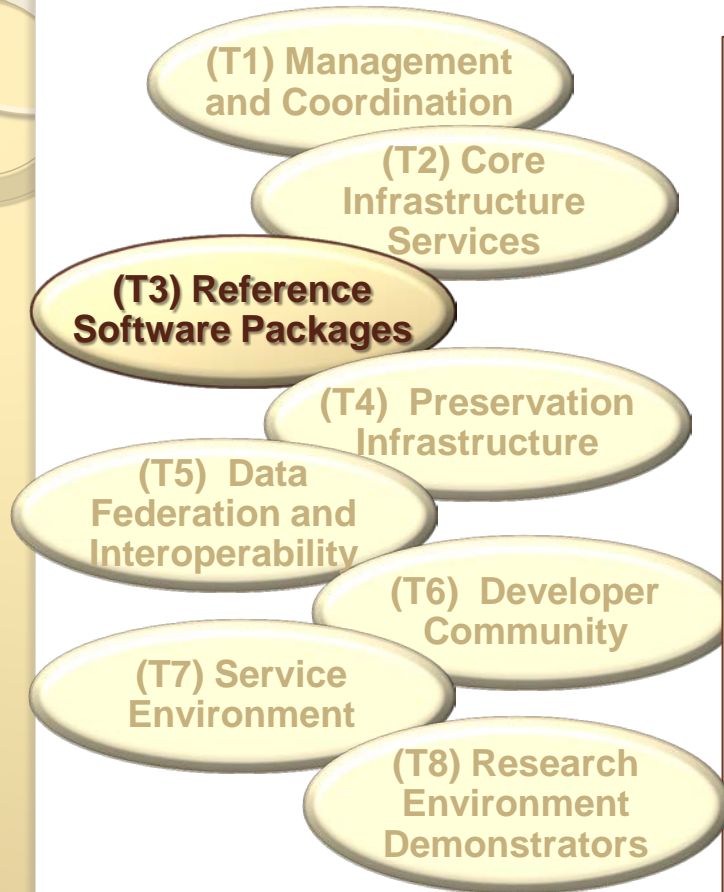 (T1) Management
and Coordination
(T2) Core
Infrastructure
Services
(T3) Reference
Software Packages
(T4) Preservation
Infrastructure
(T5) Data
Federation and
Interoperability
(T6) Developer
Community
(T7) Service
Environment
(T8) Research
Environment
Demonstrators